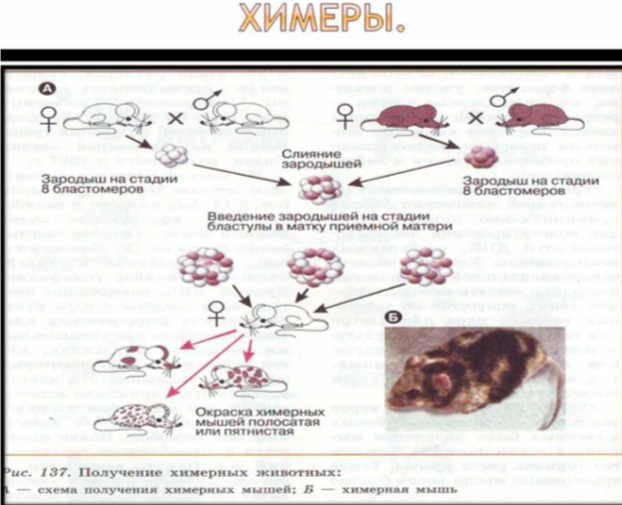 ХИМЕРЫ.
А
♀ × ♂ ♀ × ♂
Слияние
зародышей
Зародыш на стадии
8 бластомеров
Зародыш на стадии
8 бластомеров
Введение зародышей на стадии
бластулы в матку приемной матери
♀
Б
Окраска химерных
мышей полосатая
или пятнистая
Рис. 137. Получение химерных животных:
А — схема получения химерных мышей; Б — химерная мышь